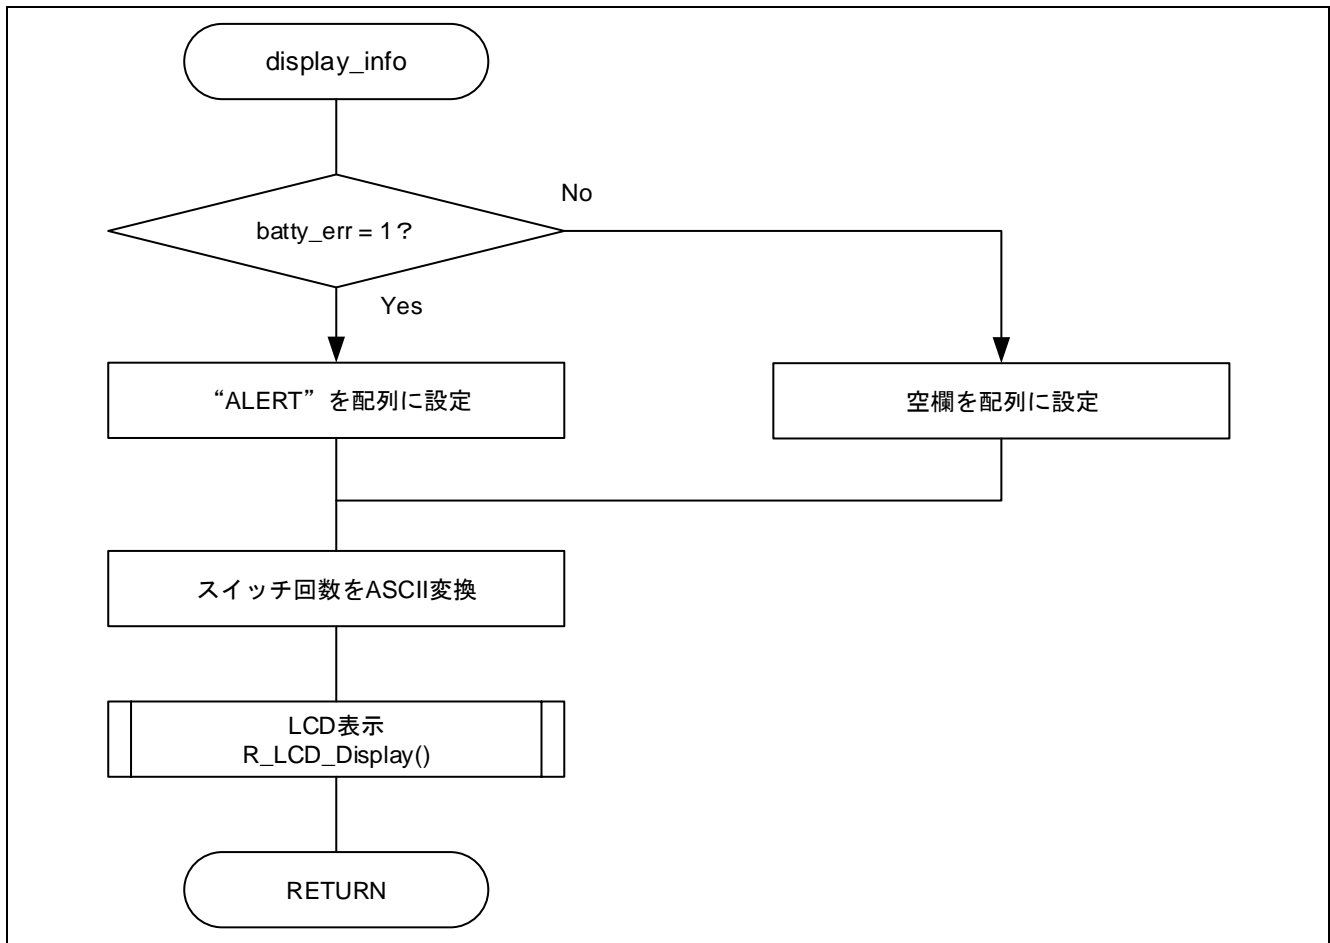 display_info
No
batty_err = 1？
Yes
“ALERT”を配列に設定
空欄を配列に設定
スイッチ回数をASCII変換
LCD表示
R_LCD_Display()
RETURN